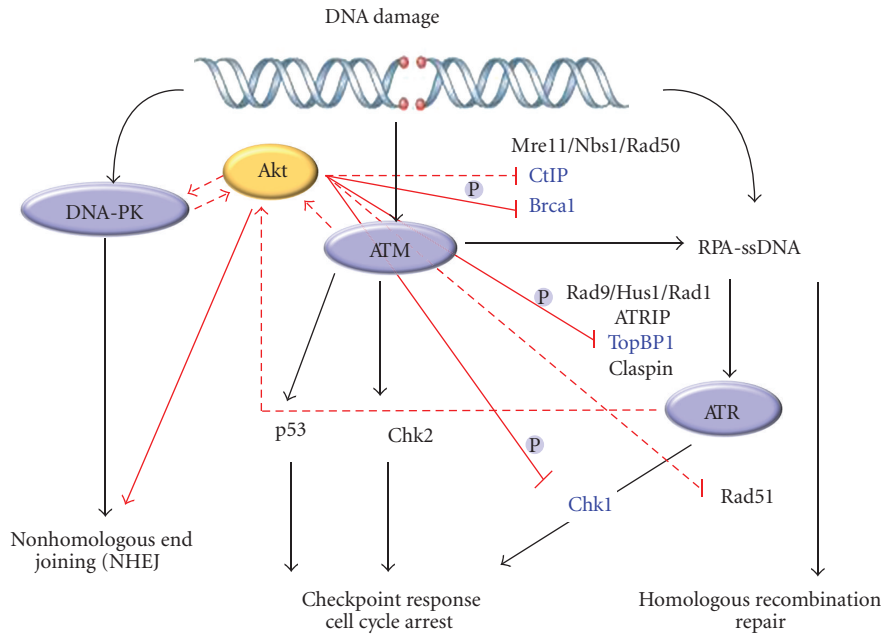 DNA damage
Mre11/Nbs1/Rad50
Akt
CtIP
P
DNA-PK
Brca1
ATM
RPA-ssDNA
P
Rad9/Hus1/Rad1
ATRIP
TopBP1
Claspin
ATR
p53
Chk2
P
Chk1
Rad51
Nonhomologous end
joining (NHEJ
Checkpoint response
cell cycle arrest
Homologous recombination
repair